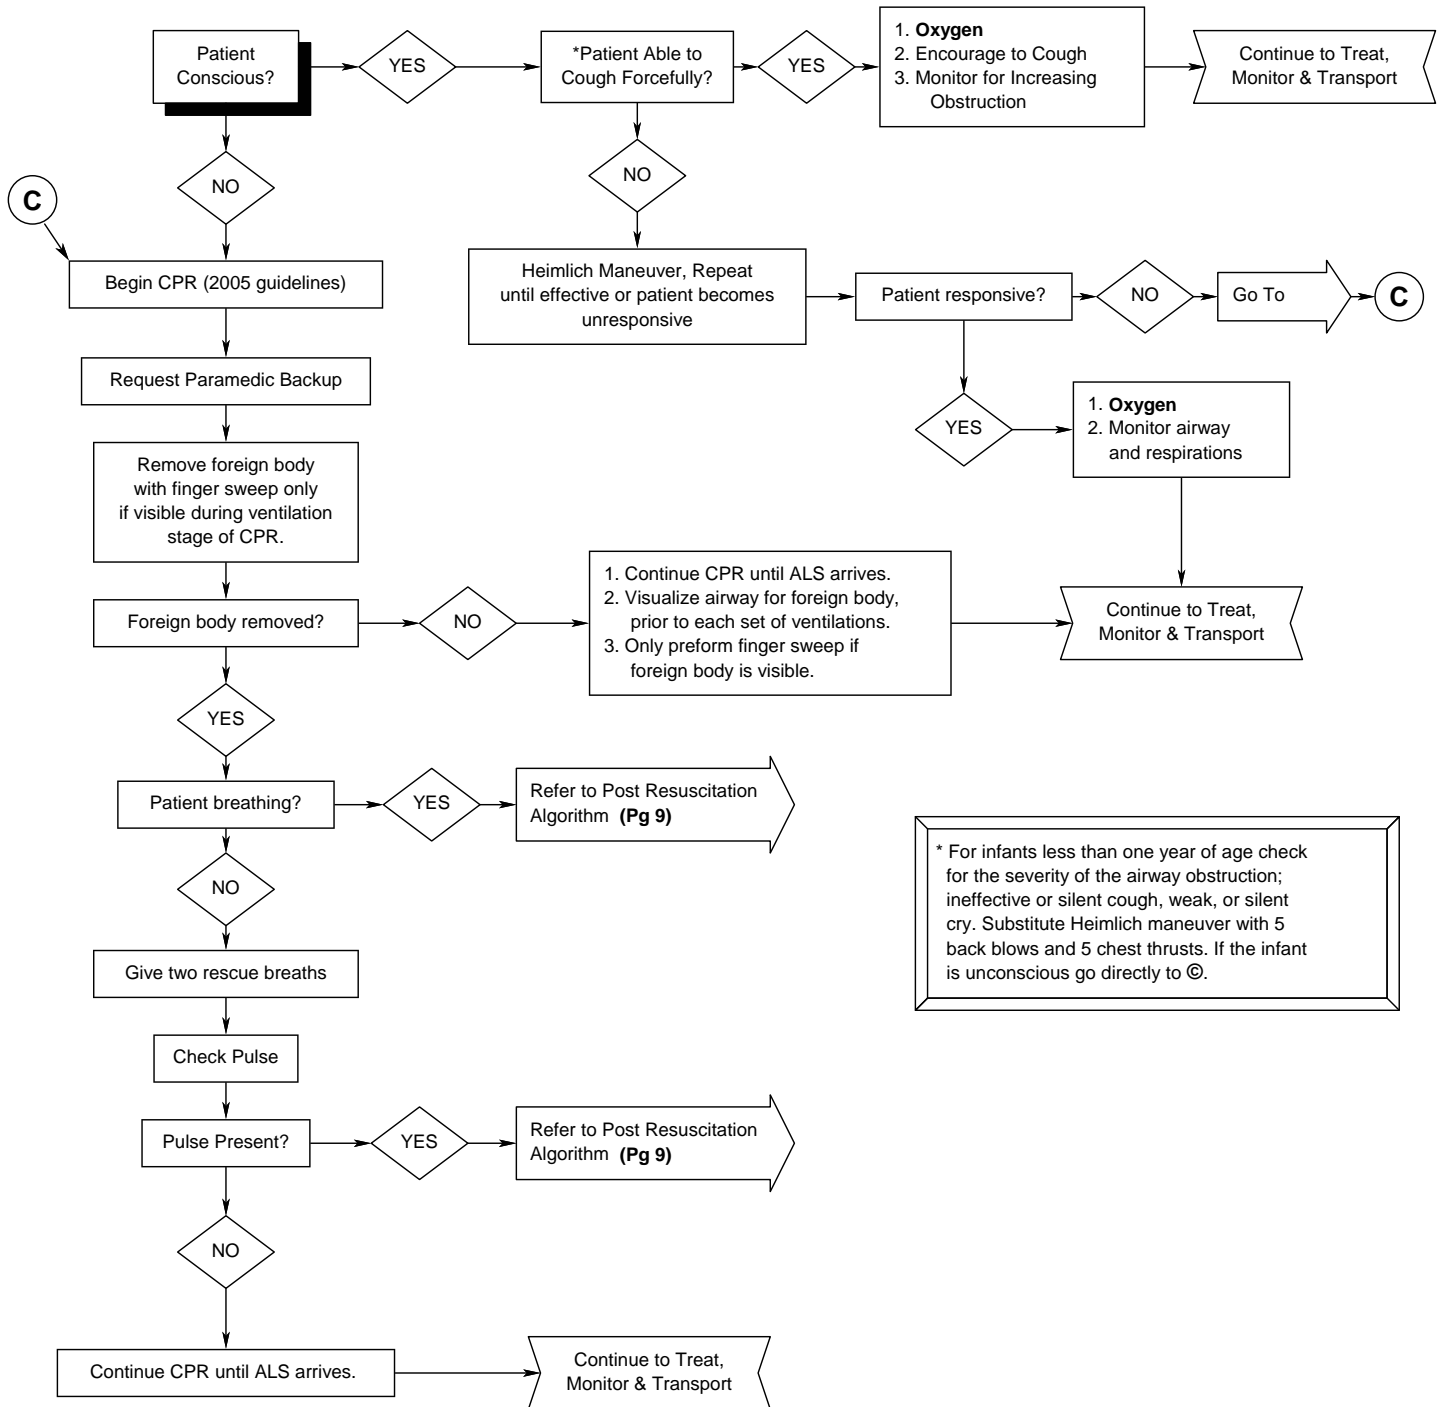 Patient
Conscious?
YES
*Patient Able to
Cough Forcefully?
YES
1. Oxygen
2. Encourage to Cough
3. Monitor for Increasing
Obstruction
Continue to Treat,
Monitor & Transport
NO
NO
C
Begin CPR (2005 guidelines)
Heimlich Maneuver, Repeat
until effective or patient becomes
unresponsive
Patient responsive?
NO
Go To
C
Request Paramedic Backup
YES
1. Oxygen
2. Monitor airway
and respirations
Remove foreign body
with finger sweep only
if visible during ventilation
stage of CPR.
Foreign body removed?
NO
1. Continue CPR until ALS arrives.
2. Visualize airway for foreign body,
prior to each set of ventilations.
3. Only preform finger sweep if
foreign body is visible.
Continue to Treat,
Monitor & Transport
YES
Patient breathing?
YES
Refer to Post Resuscitation
Algorithm (Pg 9)
* For infants less than one year of age check
for the severity of the airway obstruction;
ineffective or silent cough, weak, or silent
cry. Substitute Heimlich maneuver with 5
back blows and 5 chest thrusts. If the infant
is unconscious go directly to ©.
NO
Give two rescue breaths
Check Pulse
Pulse Present?
YES
Refer to Post Resuscitation
Algorithm (Pg 9)
NO
Continue CPR until ALS arrives.
Continue to Treat,
Monitor & Transport